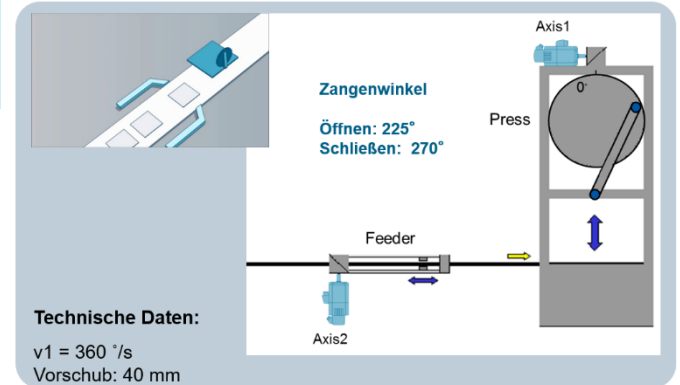 Axis1
0°
Zangenwinkel
Öffnen: 225°
Schließen: 270°
Press
Feeder
Axis2
Technische Daten:
v1 = 360 °/s
Vorschub: 40 mm